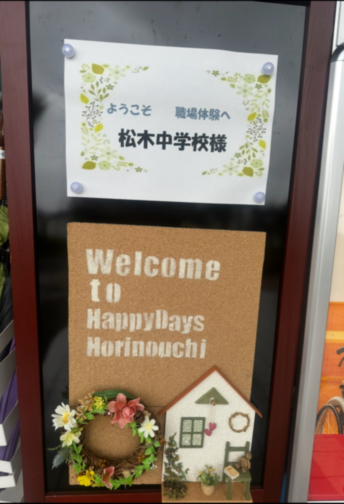 ようこそ 職場体験へ
松木中学校様
Welcome
to
HappyDays
Horinouchi